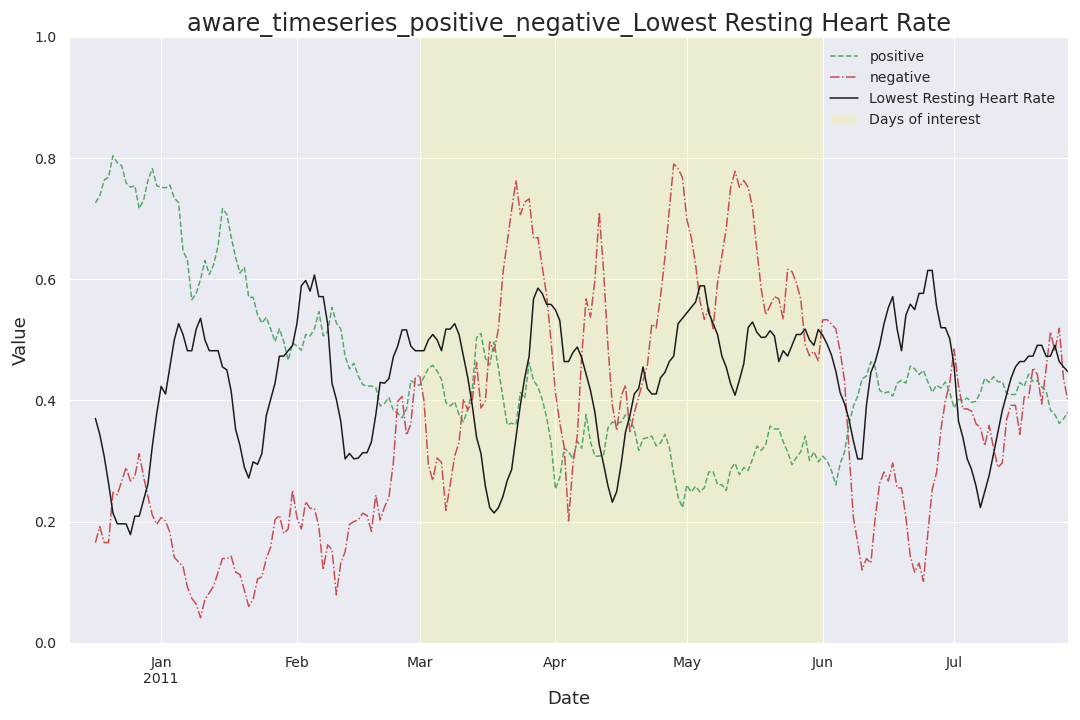 aware_timeseries_positive_negative_Lowest Resting Heart Rate
1.0
0.8
0.6
0.4
0.2
0.0
Value
positive
negative
Lowest Resting Heart Rate
Days of interest
Jan
2011
Feb
Mar
Apr
May
Jun
Jul
Date